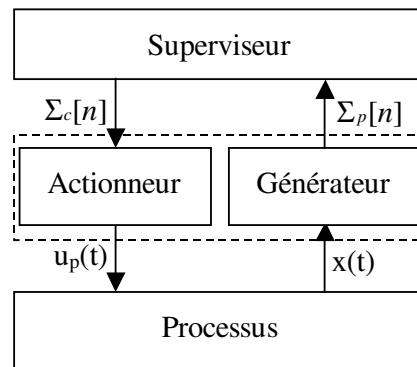 Superviseur
Σc[n] Σp[n]
Actionneur Générateur
up(t) x(t)
Processus